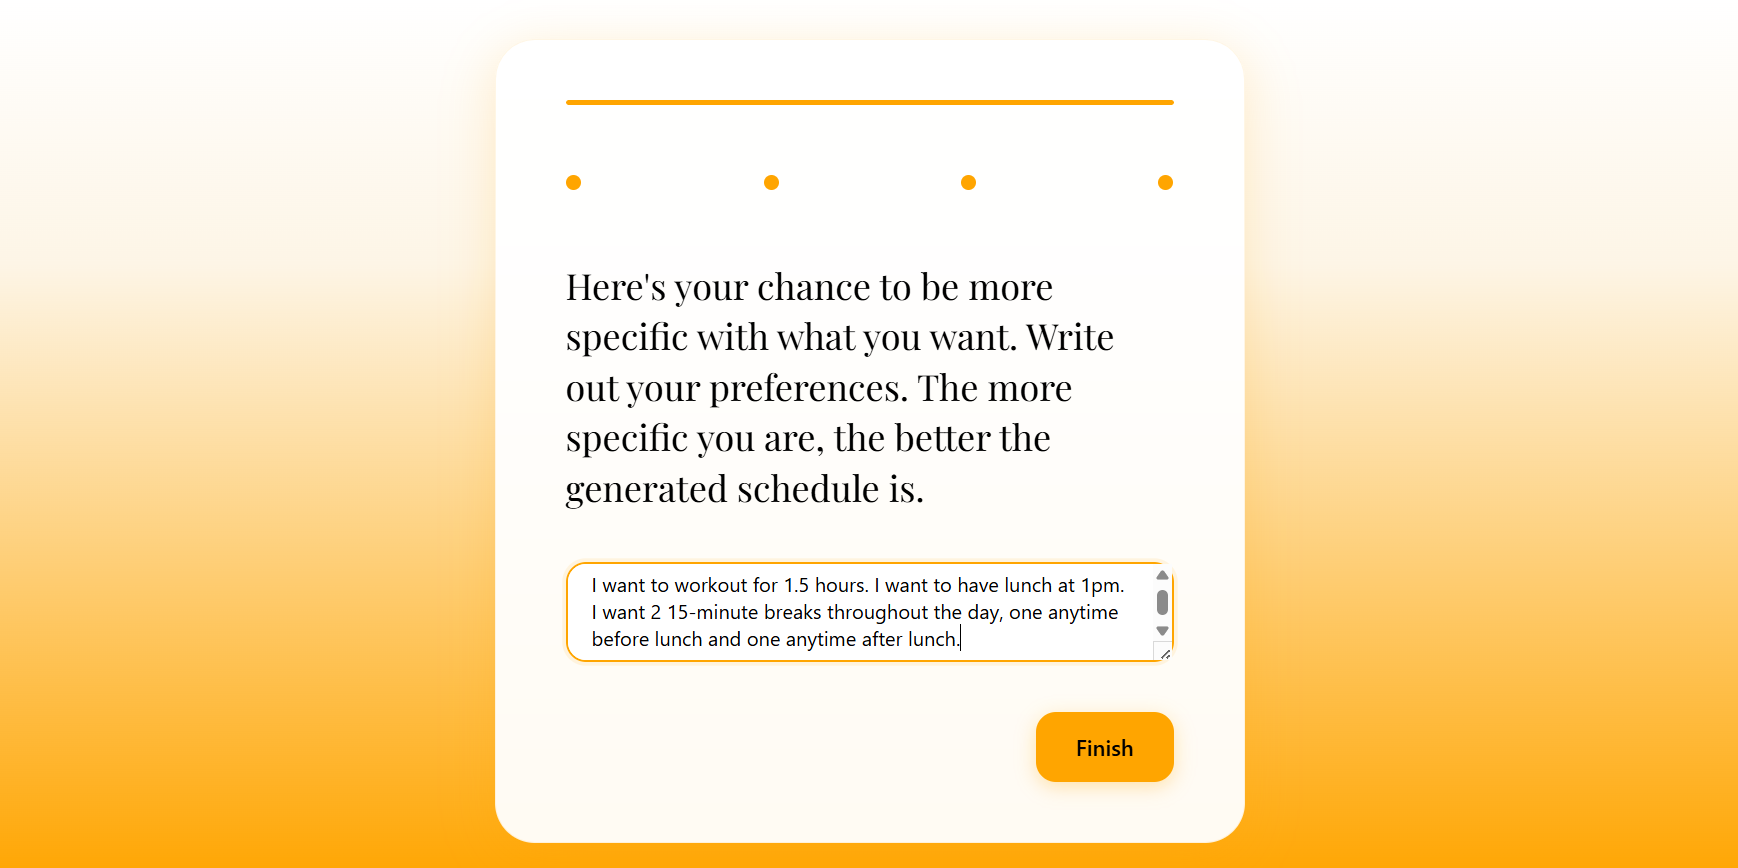 Here's your chance to be more
specific with what you want. Write
out your preferences. The more
specific you are, the better the
generated schedule is.
I want to workout for 1.5 hours. I want to have lunch at 1pm.
I want 2 15-minute breaks throughout the day, one anytime
before lunch and one anytime after lunch.
Finish